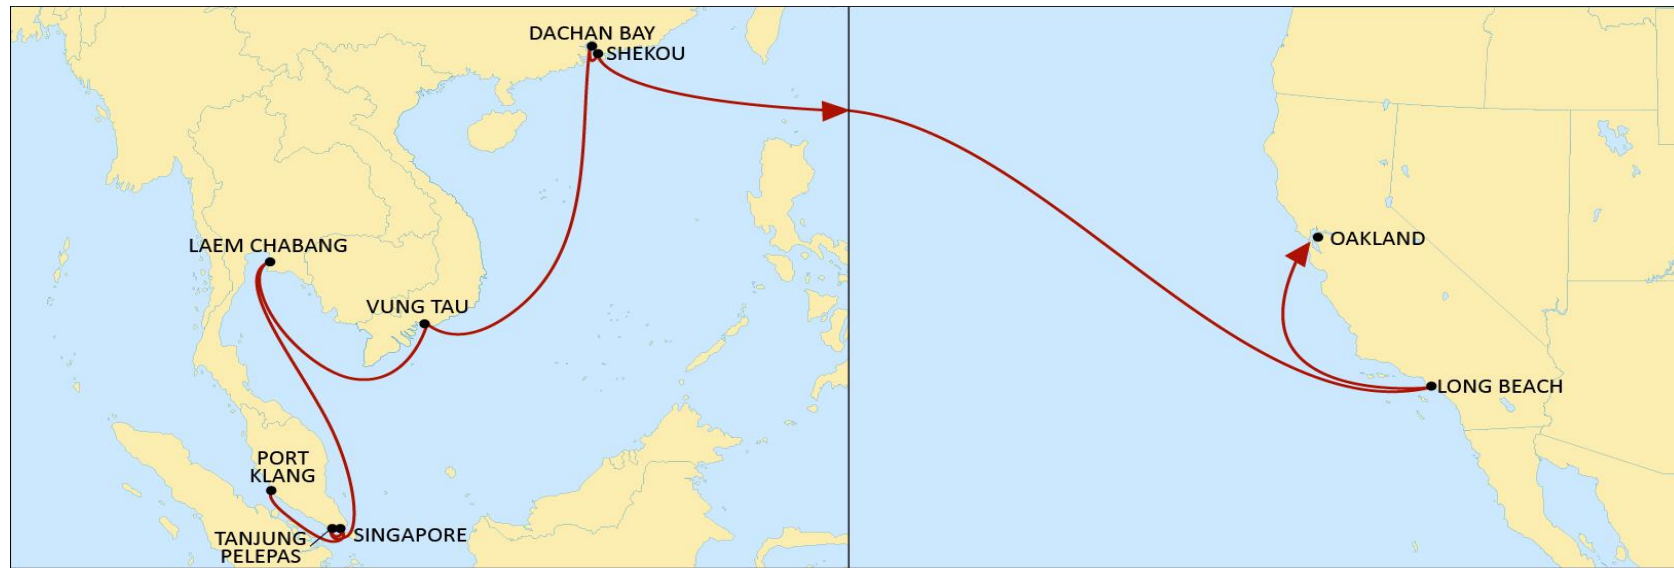 DACHAN BAY
SHEKOU
OAKLAND
LAEM CHABANG
VUNG TAU
LONG BEACH
PORT
KLANG
SINGAPORE
TANJUNG
PELEPAS